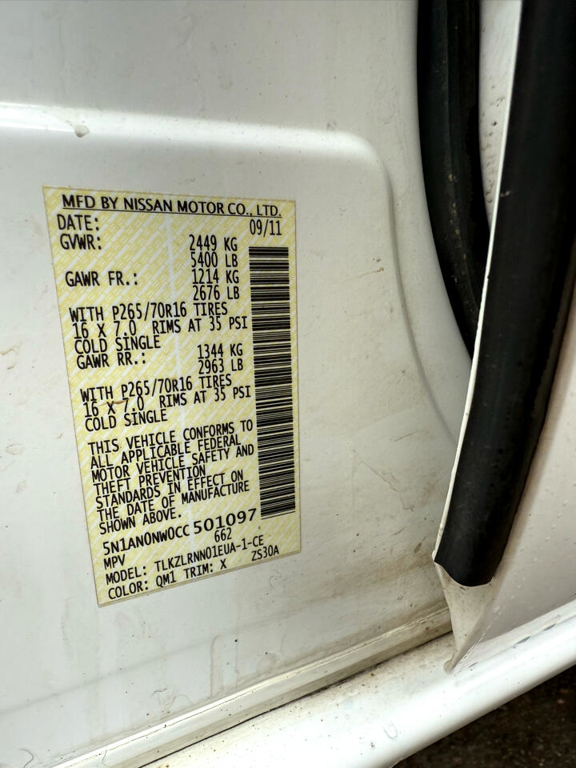 MFD BY NISSAN MOTOR CO., LTD.
DATE: 09/11
GVWR: 2449 KG
5400 LB
GAWR FR.: 1214 KG
2676 LB
WITH P265/70R16 TIRES
16 X 7.0 RIMS AT 35 PSI
COLD SINGLE
GAWR RR.: 1344 KG
2963 LB
WITH P265/70R16 TIRES
16 X 7.0 RIMS AT 35 PSI
COLD SINGLE
THIS VEHICLE CONFORMS TO
ALL APPLICABLE FEDERAL
MOTOR VEHICLE SAFETY AND
THEFT PREVENTION
STANDARDS IN EFFECT ON
THE DATE OF MANUFACTURE
SHOWN ABOVE.
5N1AN0NW0CC501097
MPV 662
MODEL: TLKZLRNN01EUA-1-CE
COLOR: QM1 TRIM: X ZS30A